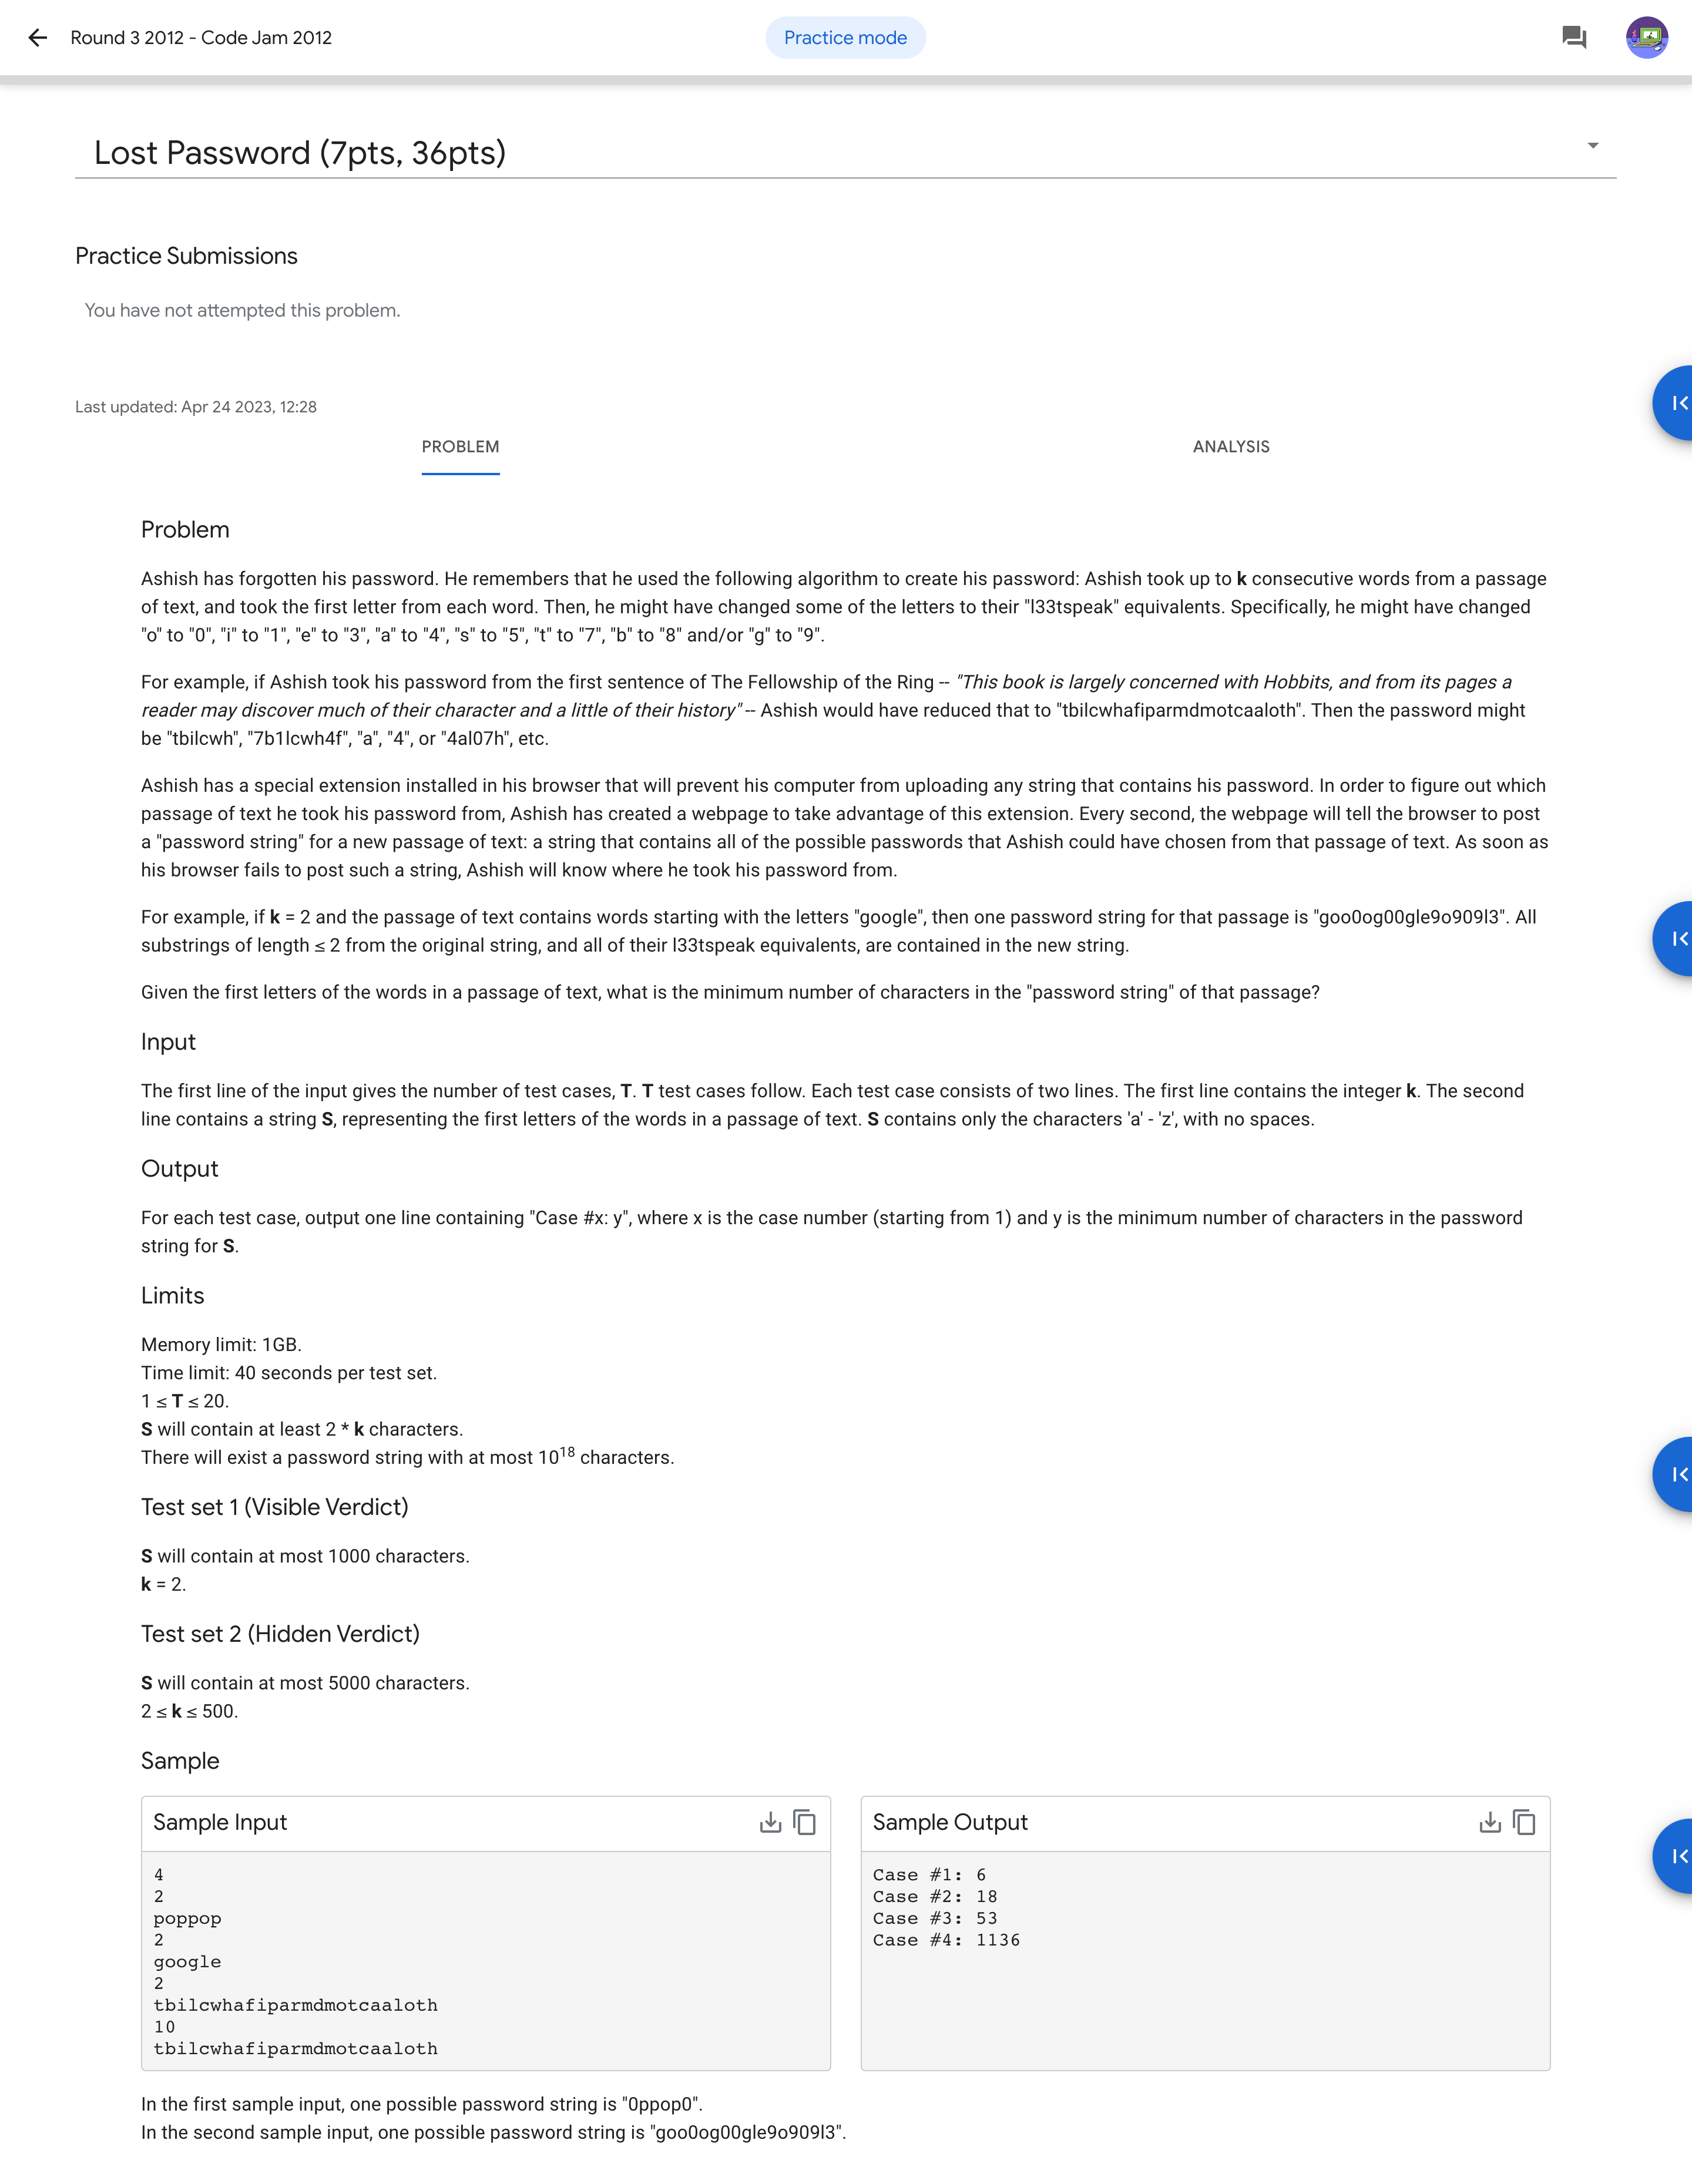 Round 3 2012 - Code Jam 2012
Practice mode
Lost Password (7pts, 36pts)
Practice Submissions
You have not attempted this problem.
Last updated: Apr 24 2023, 12:28
PROBLEM
ANALYSIS
Problem
Ashish has forgotten his password. He remembers that he used the following algorithm to create his password: Ashish took up to k consecutive words from a passage
of text, and took the first letter from each word. Then, he might have changed some of the letters to their "l33tspeak" equivalents. Specifically, he might have changed
"o" to "0", "i" to "1", "e" to "3", "a" to "4", "s" to "5", "t" to "7", "b" to "8" and/or "g" to "9".
For example, if Ashish took his password from the first sentence of The Fellowship of the Ring -- "This book is largely concerned with Hobbits, and from its pages a
reader may discover much of their character and a little of their history" -- Ashish would have reduced that to "tbilcwhafiparmdmotcaaloth". Then the password might
be "tbilcwh", "7b1lcwh4f", "a", "4", or "4al07h", etc.
Ashish has a special extension installed in his browser that will prevent his computer from uploading any string that contains his password. In order to figure out which
passage of text he took his password from, Ashish has created a webpage to take advantage of this extension. Every second, the webpage will tell the browser to post
a "password string" for a new passage of text: a string that contains all of the possible passwords that Ashish could have chosen from that passage of text. As soon as
his browser fails to post such a string, Ashish will know where he took his password from.
For example, if k = 2 and the passage of text contains words starting with the letters "google", then one password string for that passage is "goo0og00gle9o909l3". All
substrings of length ≤ 2 from the original string, and all of their l33tspeak equivalents, are contained in the new string.
Given the first letters of the words in a passage of text, what is the minimum number of characters in the "password string" of that passage?
Input
The first line of the input gives the number of test cases, T. T test cases follow. Each test case consists of two lines. The first line contains the integer k. The second
line contains a string S, representing the first letters of the words in a passage of text. S contains only the characters 'a' - 'z', with no spaces.
Output
For each test case, output one line containing "Case #x: y", where x is the case number (starting from 1) and y is the minimum number of characters in the password
string for S.
Limits
Memory limit: 1GB.
Time limit: 40 seconds per test set.
1 ≤ T ≤ 20.
S will contain at least 2 * k characters.
There will exist a password string with at most 10^18 characters.
Test set 1 (Visible Verdict)
S will contain at most 1000 characters.
k = 2.
Test set 2 (Hidden Verdict)
S will contain at most 5000 characters.
2 ≤ k ≤ 500.
Sample
Sample Input
Sample Output
4
2
poppop
2
google
2
tbilcwhafiparmdmotcaaloth
10
tbilcwhafiparmdmotcaaloth
Case #1: 6
Case #2: 18
Case #3: 53
Case #4: 1136
In the first sample input, one possible password string is "0ppop0".
In the second sample input, one possible password string is "goo0og00gle9o909l3".